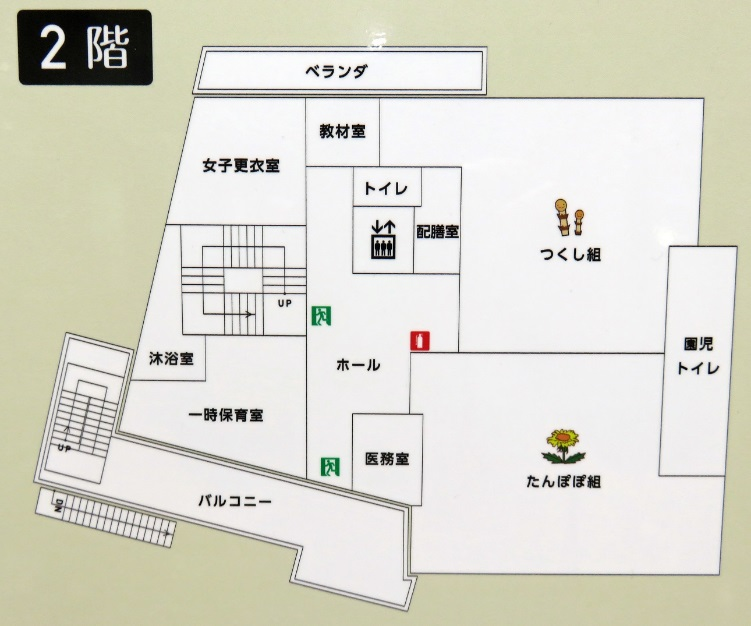 2階
ベランダ
教材室
女子更衣室
トイレ
配膳室
つくし組
UP
沐浴室
ホール
園児
トイレ
一時保育室
医務室
たんぽぽ組
UP
バルコニー
DN